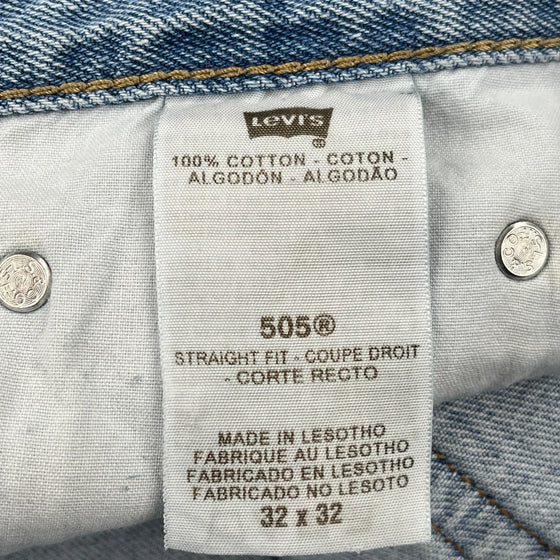 Levi's
®
100% COTTON - COTON -
ALGODÓN - ALGODÃO
505®
STRAIGHT FIT - COUPE DROIT
- CORTE RECTO
MADE IN LESOTHO
FABRIQUE AU LESOTHO
FABRICADO EN LESOTHO
FABRICADO NO LESOTO
32 x 32